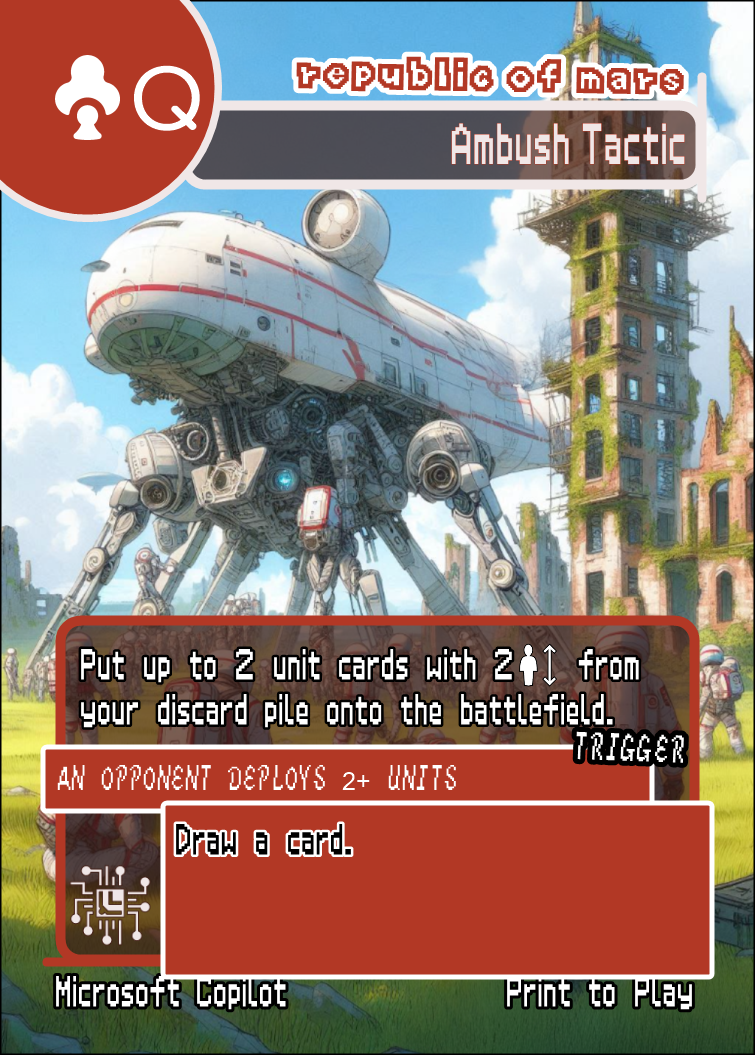 Q
republic of mars
Ambush Tactic
Put up to 2 unit cards with 2 from
your discard pile onto the battlefield.
TRIGGER
AN OPPONENT DEPLOYS 2+ UNITS
Draw a card.
Microsoft Copilot
Print to Play